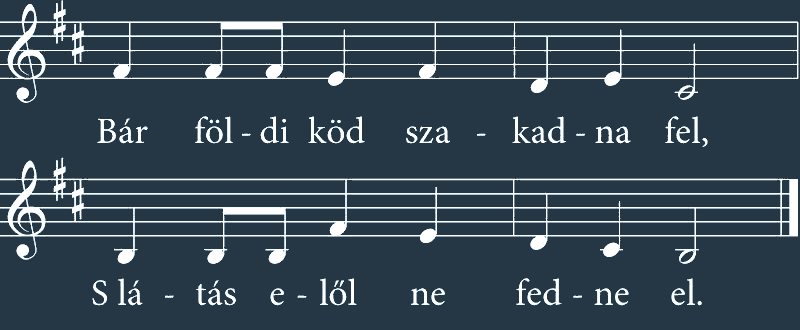 Bár föl - di köd sza - kad - na fel,
S lá - tás e - lől ne fed - ne el.